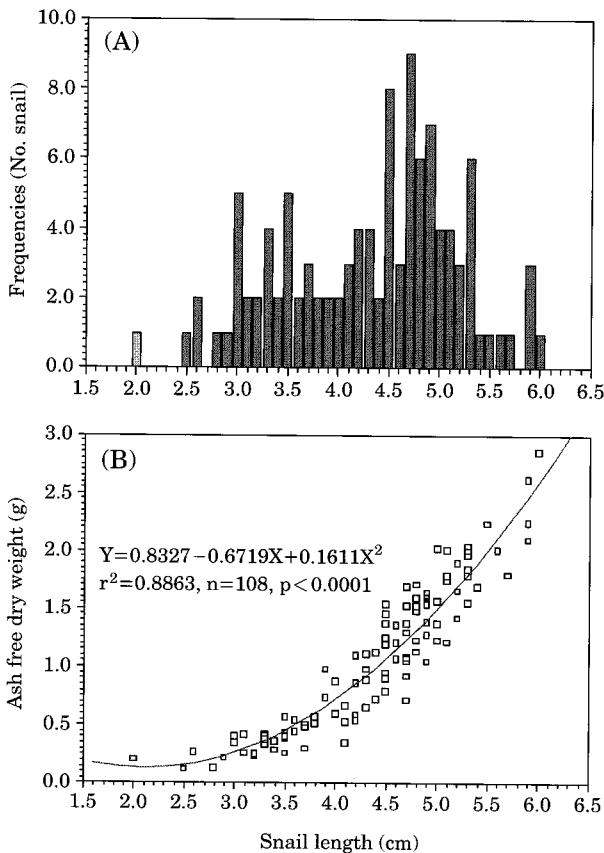 (A)
Frequencies (No. snail)
10.0
8.0
6.0
4.0
2.0
0.0
1.5 2.0 2.5 3.0 3.5 4.0 4.5 5.0 5.5 6.0 6.5
(B)
Ash free dry weight (g)
3.0
2.5
2.0
1.5
1.0
0.5
0.0
Y=0.8327−0.6719X+0.1611X²
r²=0.8863, n=108, p<0.0001
1.5 2.0 2.5 3.0 3.5 4.0 4.5 5.0 5.5 6.0 6.5
Snail length (cm)